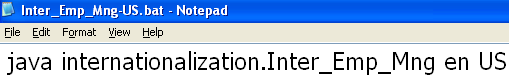 Inter_Emp_Mng-US.bat - Notepad
File Edit Format View Help
java internationalization.Inter_Emp_Mng en US